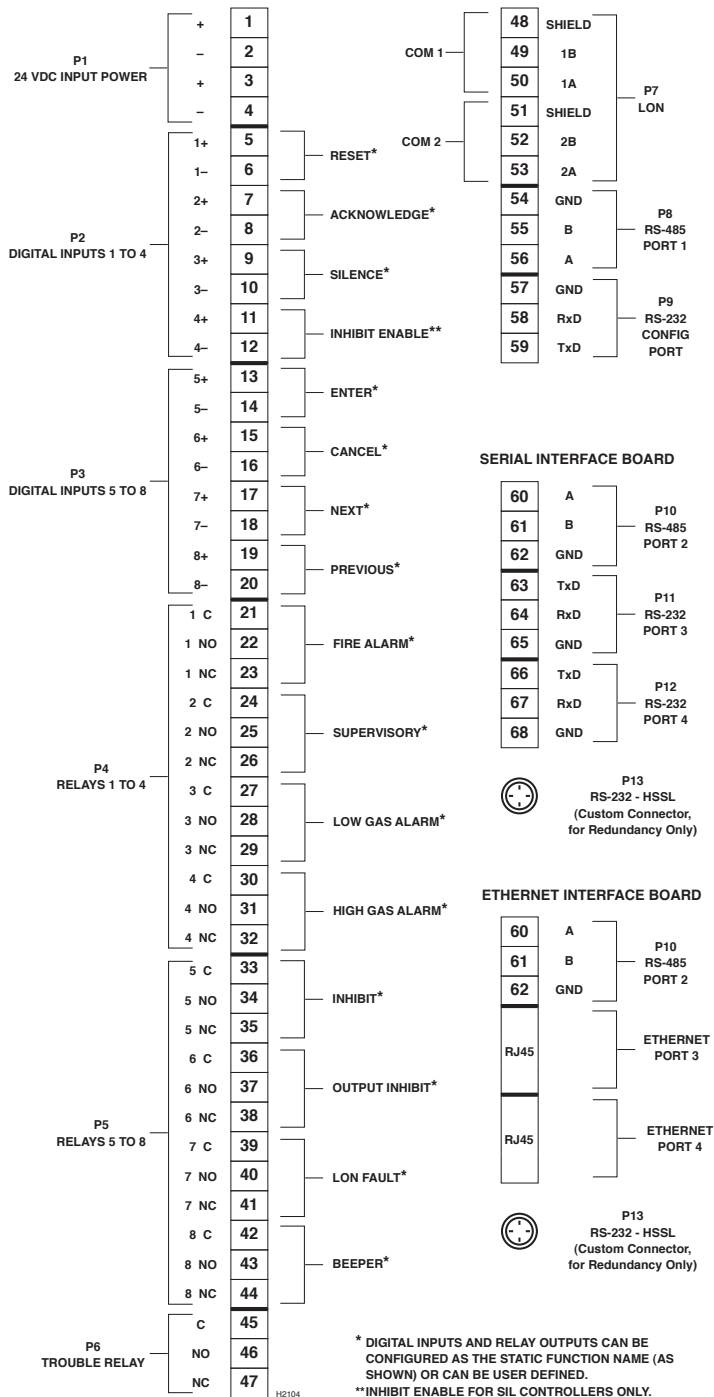 P1
24 VDC INPUT POWER
+ 1
– 2
+ 3
– 4
P2
DIGITAL INPUTS 1 TO 4
1+ 5
1– 6
RESET*
2+ 7
2– 8
ACKNOWLEDGE*
3+ 9
3– 10
SILENCE*
4+ 11
4– 12
INHIBIT ENABLE**
P3
DIGITAL INPUTS 5 TO 8
5+ 13
5– 14
ENTER*
6+ 15
6– 16
CANCEL*
7+ 17
7– 18
NEXT*
8+ 19
8– 20
PREVIOUS*
P4
RELAYS 1 TO 4
1 C 21
1 NO 22
1 NC 23
FIRE ALARM*
2 C 24
2 NO 25
2 NC 26
SUPERVISORY*
3 C 27
3 NO 28
3 NC 29
LOW GAS ALARM*
4 C 30
4 NO 31
4 NC 32
HIGH GAS ALARM*
P5
RELAYS 5 TO 8
5 C 33
5 NO 34
5 NC 35
INHIBIT*
6 C 36
6 NO 37
6 NC 38
OUTPUT INHIBIT*
7 C 39
7 NO 40
7 NC 41
LON FAULT*
8 C 42
8 NO 43
8 NC 44
BEEPER*
P6
TROUBLE RELAY
C 45
NO 46
NC 47
H2104
COM 1
48 SHIELD
49 1B
50 1A
COM 2
51 SHIELD
52 2B
53 2A
P7
LON
54 GND
55 B
56 A
P8
RS-485
PORT 1
57 GND
58 RxD
59 TxD
P9
RS-232
CONFIG
PORT
SERIAL INTERFACE BOARD
60 A
61 B
62 GND
P10
RS-485
PORT 2
63 TxD
64 RxD
65 GND
P11
RS-232
PORT 3
66 TxD
67 RxD
68 GND
P12
RS-232
PORT 4
P13
RS-232 - HSSL
(Custom Connector,
for Redundancy Only)
ETHERNET INTERFACE BOARD
60 A
61 B
62 GND
P10
RS-485
PORT 2
RJ45
ETHERNET
PORT 3
RJ45
ETHERNET
PORT 4
P13
RS-232 - HSSL
(Custom Connector,
for Redundancy Only)
* DIGITAL INPUTS AND RELAY OUTPUTS CAN BE
CONFIGURED AS THE STATIC FUNCTION NAME (AS
SHOWN) OR CAN BE USER DEFINED.
**INHIBIT ENABLE FOR SIL CONTROLLERS ONLY.